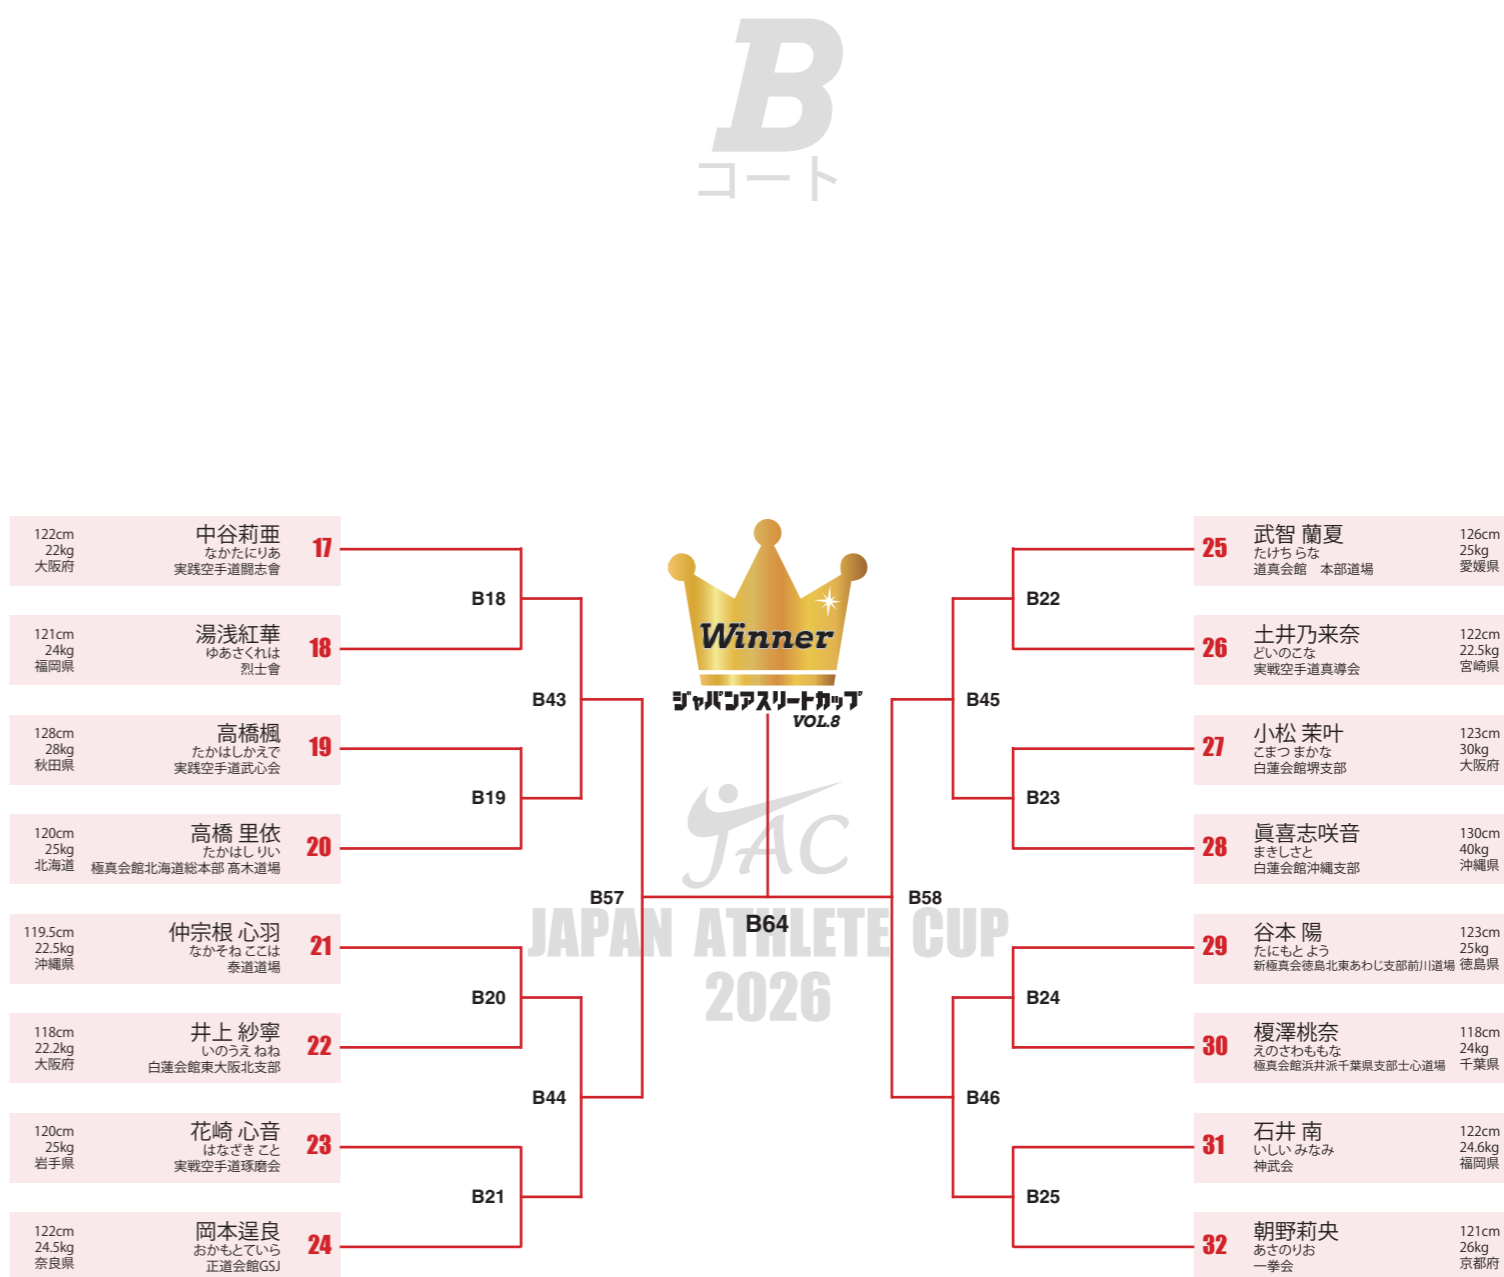 B
コート
122cm
22kg
大阪府
中谷莉亜
なかたにりあ
実践空手道闘志會
17
121cm
24kg
福岡県
湯浅紅華
ゆあさくれは
烈士會
18
128cm
28kg
秋田県
高橋楓
たかはしかえで
実践空手道武心会
19
120cm
25kg
北海道
高橋 里依
たかはし りい
極真会館北海道総本部 髙木道場
20
119.5cm
22.5kg
沖縄県
仲宗根 心羽
なかそね ここは
泰道道場
21
118cm
22.2kg
大阪府
井上 紗寧
いのうえ ねね
白蓮会館東大阪北支部
22
120cm
25kg
岩手県
花崎 心音
はなざき こと
実戦空手道琢磨会
23
122cm
24.5kg
奈良県
岡本逞良
おかもとていら
正道会館GSJ
24
B18
B19
B20
B21
B43
B44
B57
Winner
ジャパンアスリートカップ
VOL.8
JAC
JAPAN ATHLETE CUP
2026
B64
B58
B45
B46
B22
B23
B24
B25
25
武智 蘭夏
たけち らな
道真会館　本部道場
126cm
25kg
愛媛県
26
土井乃来奈
どいのこな
実戦空手道真導会
122cm
22.5kg
宮崎県
27
小松 茉叶
こまつ まかな
白蓮会館堺支部
123cm
30kg
大阪府
28
眞喜志咲音
まきしさと
白蓮会館沖縄支部
130cm
40kg
沖縄県
29
谷本 陽
たにもと よう
新極真会徳島北東あわじ支部前川道場
123cm
25kg
徳島県
30
榎澤桃奈
えのさわももな
極真会館浜井派千葉県支部士心道場
118cm
24kg
千葉県
31
石井 南
いしい みなみ
神武会
122cm
24.6kg
福岡県
32
朝野莉央
あさのりお
一拳会
121cm
26kg
京都府